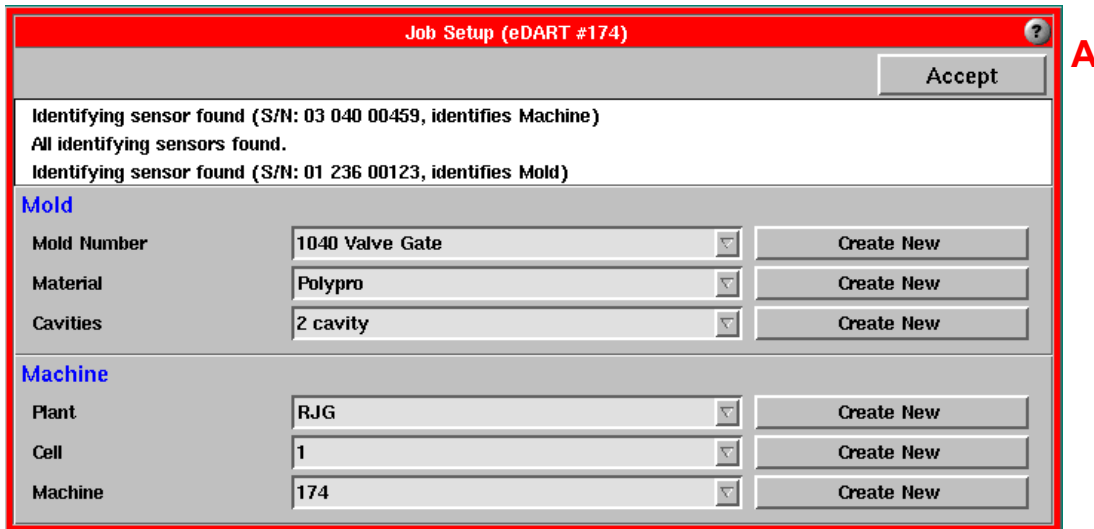 Job Setup (eDART #174)
?
A
Accept
Identifying sensor found (S/N: 03 040 00459, identifies Machine)
All identifying sensors found.
Identifying sensor found (S/N: 01 236 00123, identifies Mold)
Mold
Mold Number 1040 Valve Gate Create New
Material Polypro Create New
Cavities 2 cavity Create New
Machine
Plant RJG Create New
Cell 1 Create New
Machine 174 Create New